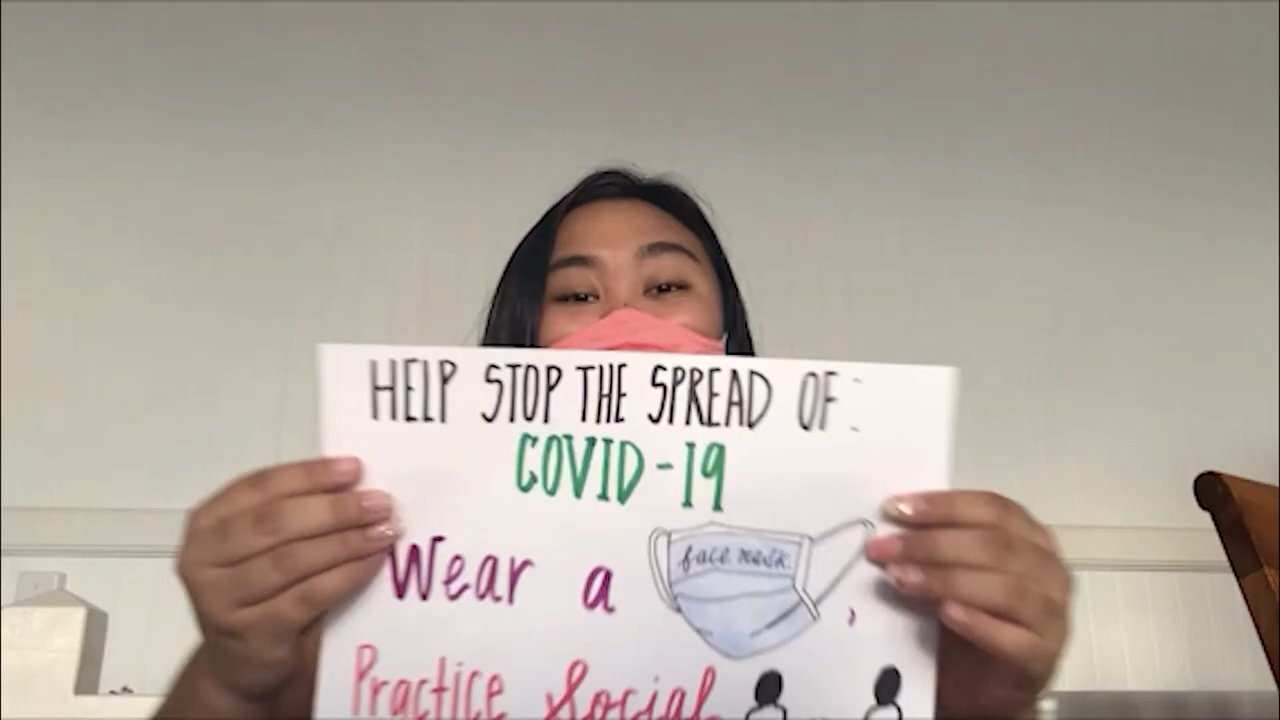 HELP STOP THE SPREAD OF:
COVID-19
Wear a face mask,
Practice Social